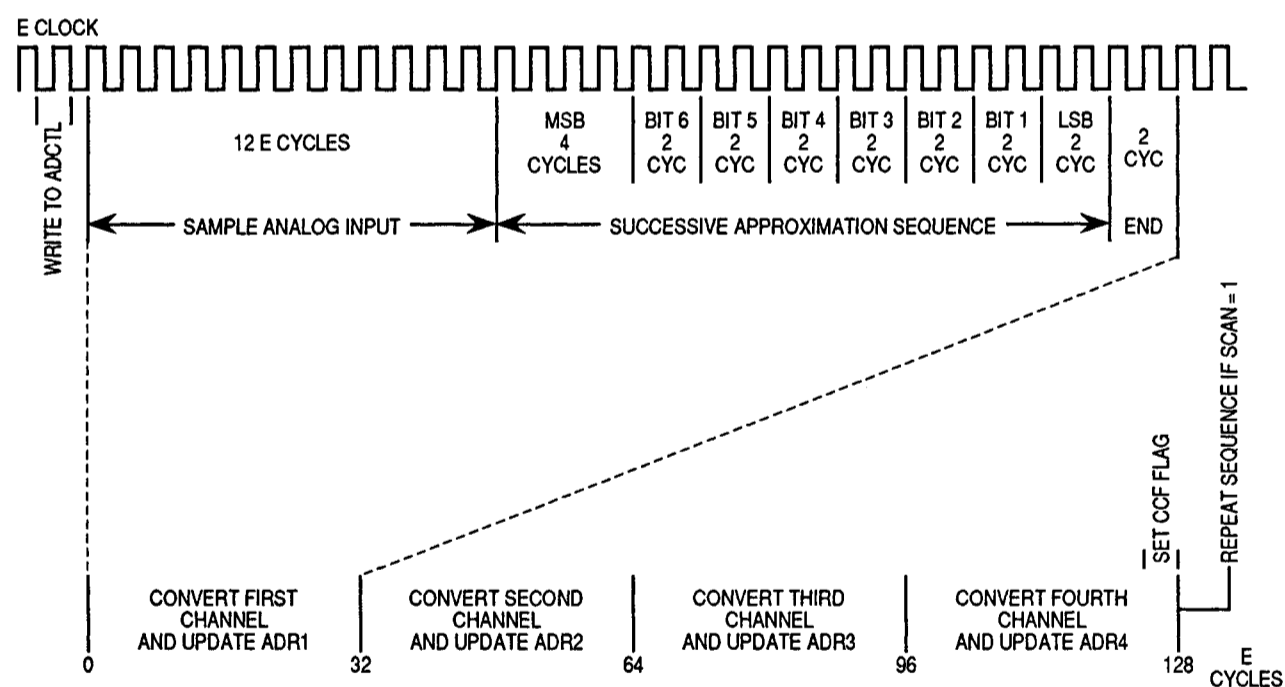 E CLOCK
WRITE TO ADCTL
12 E CYCLES
MSB
4
CYCLES
BIT 6
2
CYC
BIT 5
2
CYC
BIT 4
2
CYC
BIT 3
2
CYC
BIT 2
2
CYC
BIT 1
2
CYC
LSB
2
CYC
2
CYC
SAMPLE ANALOG INPUT
SUCCESSIVE APPROXIMATION SEQUENCE
END
SET CCF FLAG
REPEAT SEQUENCE IF SCAN = 1
CONVERT FIRST
CHANNEL
AND UPDATE ADR1
CONVERT SECOND
CHANNEL
AND UPDATE ADR2
CONVERT THIRD
CHANNEL
AND UPDATE ADR3
CONVERT FOURTH
CHANNEL
AND UPDATE ADR4
0
32
64
96
128
E
CYCLES